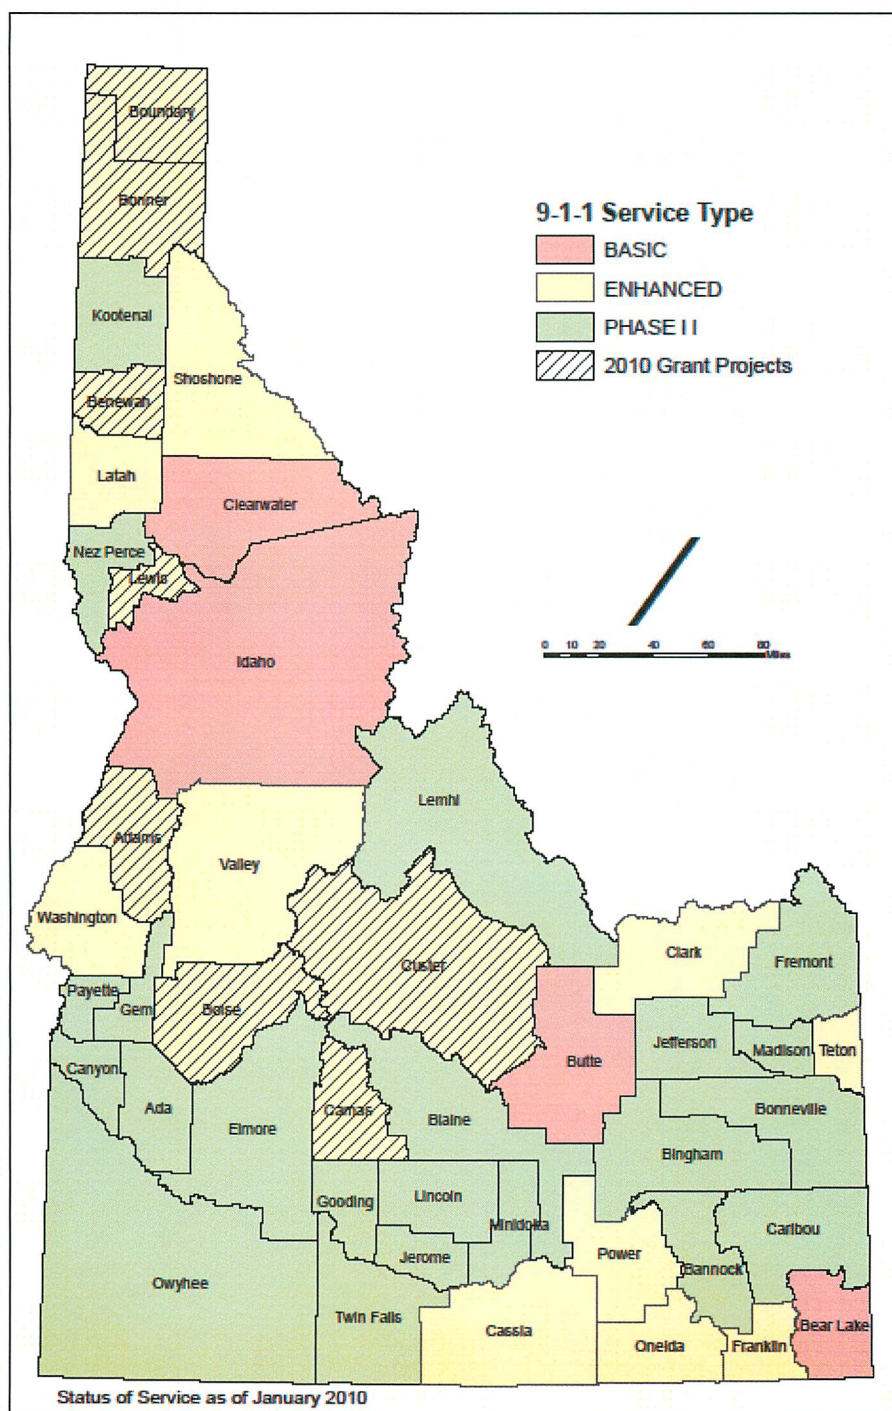 Boundary
Bonner
9-1-1 Service Type
BASIC
ENHANCED
PHASE I I
2010 Grant Projects
Kootenai
Shoshone
Benewah
Latah
Clearwater
Nez Perce
Lewis
Idaho
0 10 20 40 60 80
Miles
Lemhi
Adams
Valley
Washington
Clark
Custer
Fremont
Payette
Gem
Boise
Butte
Jefferson
Madison
Teton
Canyon
Ada
Elmore
Camas
Blaine
Bonneville
Bingham
Gooding
Lincoln
Minidoka
Caribou
Jerome
Power
Bannock
Owyhee
Twin Falls
Cassia
Oneida
Franklin
Bear Lake
Status of Service as of January 2010